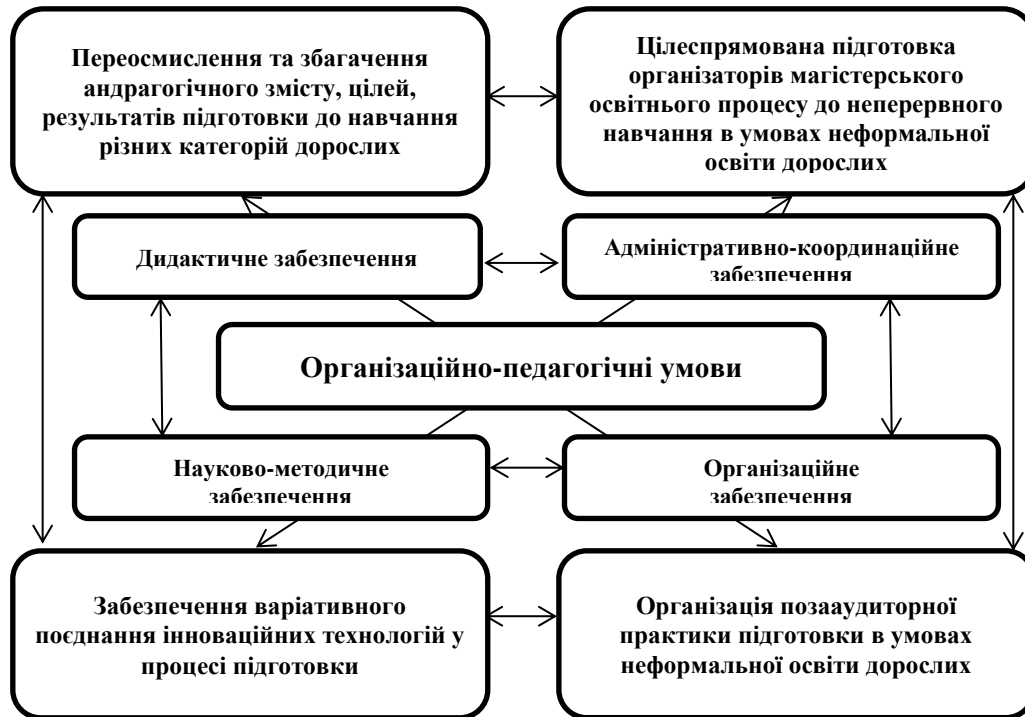 Переосмислення та збагачення
андрагогічного змісту, цілей,
результатів підготовки до навчання
різних категорій дорослих
Цілеспрямована підготовка
організаторів магістерського
освітнього процесу до неперервного
навчання в умовах неформальної
освіти дорослих
Дидактичне забезпечення
Адміністративно-координаційне
забезпечення
Організаційно-педагогічні умови
Науково-методичне
забезпечення
Організаційне
забезпечення
Забезпечення варіативного
поєднання інноваційних технологій у
процесі підготовки
Організація позааудиторної
практики підготовки в умовах
неформальної освіти дорослих